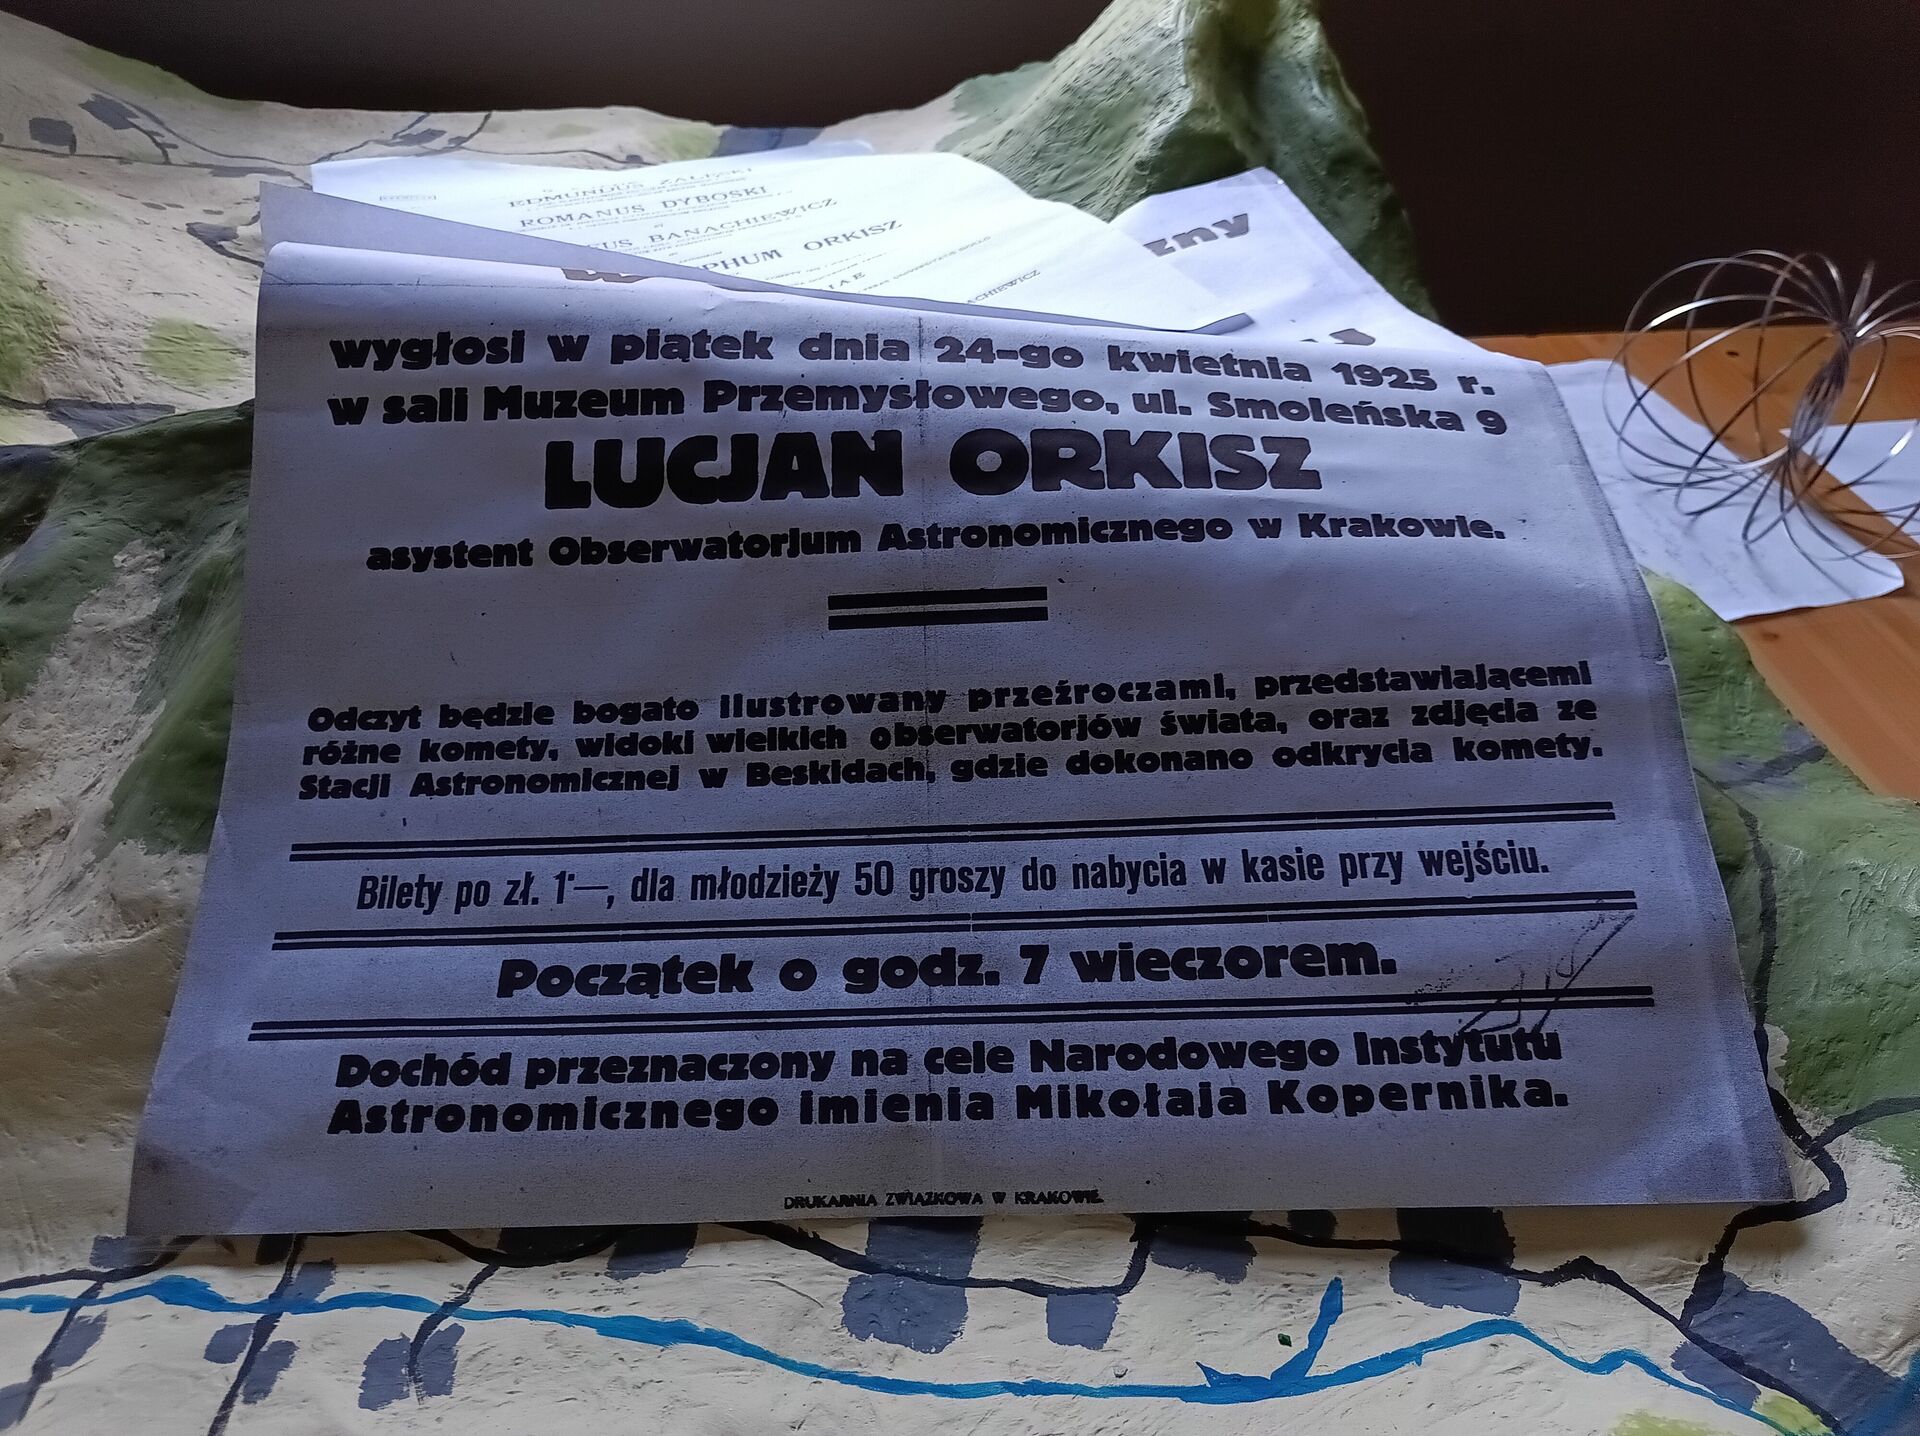 EDMUNDUS ZALĘSKI
ROMANUS DYBOSKI
BANACHIEWICZ
ORKISZ
wygłosi w piątek dnia 24-go kwietnia 1925 r.
w sali Muzeum Przemysłowego, ul. Smoleńska 9
LUCJAN ORKISZ
asystent Obserwatorjum Astronomicznego w Krakowie.
Odczyt będzie bogato ilustrowany przeźroczami, przedstawiającemi
różne komety, widoki wielkich obserwatorjów świata, oraz zdjęcia ze
Stacji Astronomicznej w Beskidach, gdzie dokonano odkrycia komety.
Bilety po zł. 1·—, dla młodzieży 50 groszy do nabycia w kasie przy wejściu.
Początek o godz. 7 wieczorem.
Dochód przeznaczony na cele Narodowego Instytutu
Astronomicznego imienia Mikołaja Kopernika.
DRUKARNIA ZWIĄZKOWA W KRAKOWIE.